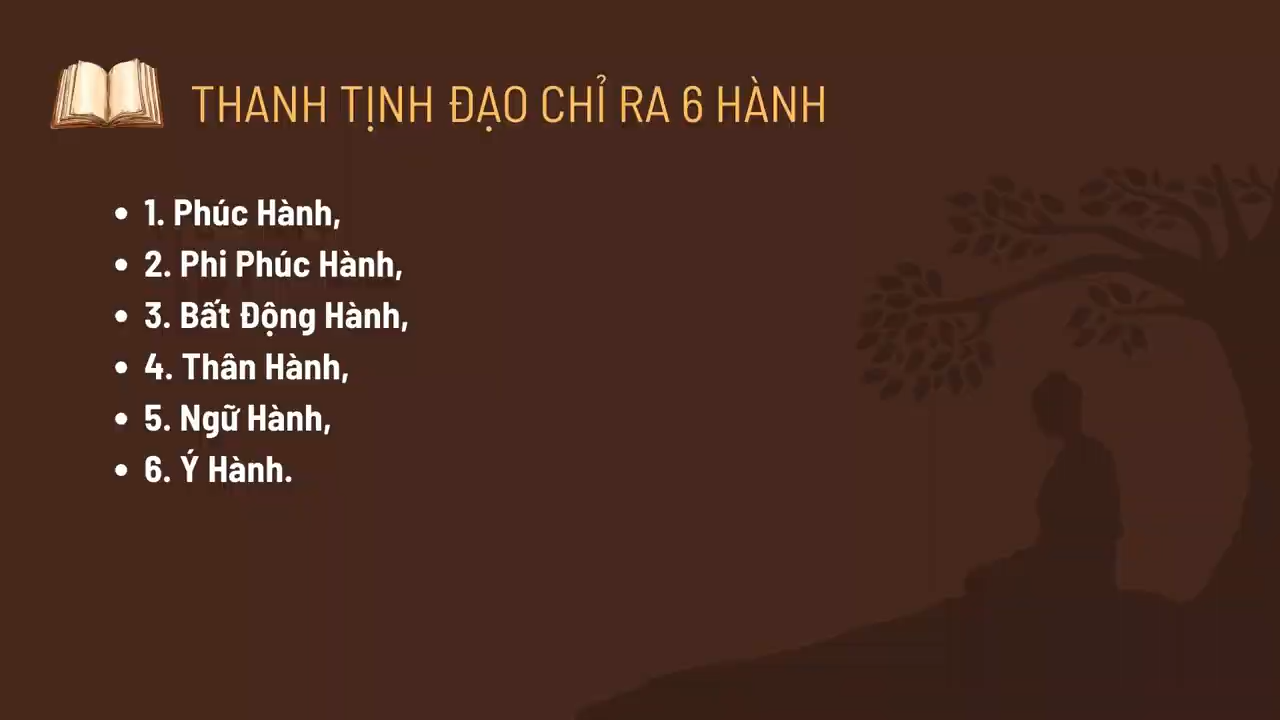 THANH TỊNH ĐẠO CHỈ RA 6 HÀNH
• 1. Phúc Hành,
• 2. Phi Phúc Hành,
• 3. Bất Động Hành,
• 4. Thân Hành,
• 5. Ngữ Hành,
• 6. Ý Hành.